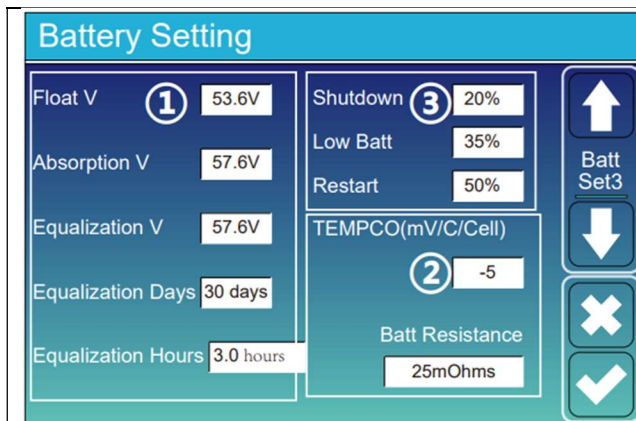 Battery Setting
Float V ① 53.6V
Absorption V 57.6V
Equalization V 57.6V
Equalization Days 30 days
Equalization Hours 3.0 hours
Shutdown ③ 20%
Low Batt 35%
Restart 50%
TEMPCO(mV/C/Cell)
② -5
Batt Resistance
25mOhms
Batt
Set3